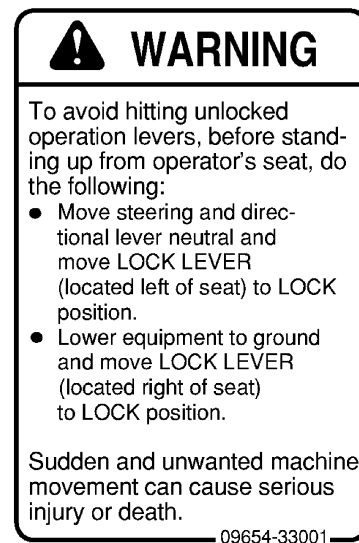 WARNING
To avoid hitting unlocked
operation levers, before stand-
ing up from operator's seat, do
the following:
● Move steering and direc-
tional lever neutral and
move LOCK LEVER
(located left of seat) to LOCK
position.
● Lower equipment to ground
and move LOCK LEVER
(located right of seat)
to LOCK position.
Sudden and unwanted machine
movement can cause serious
injury or death.
09654-33001